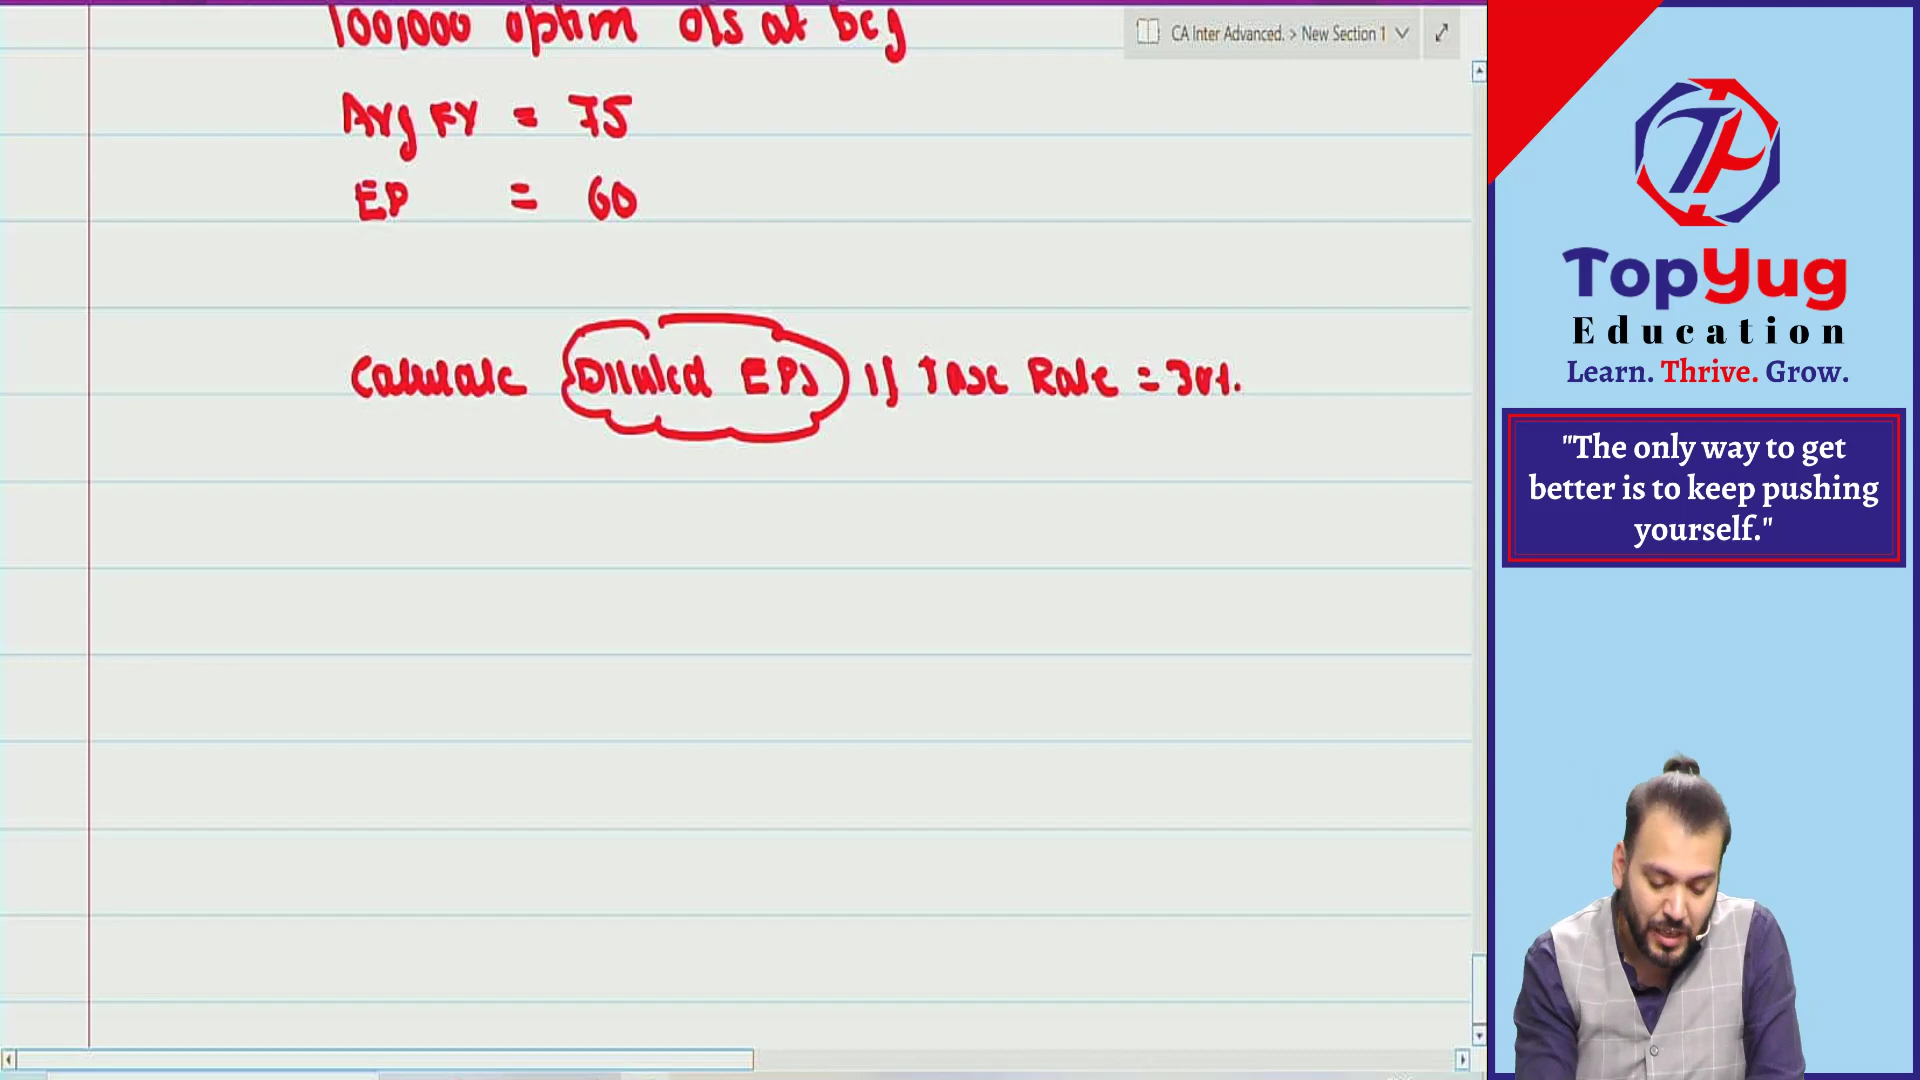 100,000 option o/s at beg
CA Inter Advanced. > New Section 1
Avg FV = 75
EP = 60
Calculate Diluted EPS if Tax Rate = 30%.
TopYug
Education
Learn. Thrive. Grow.
"The only way to get
better is to keep pushing
yourself."